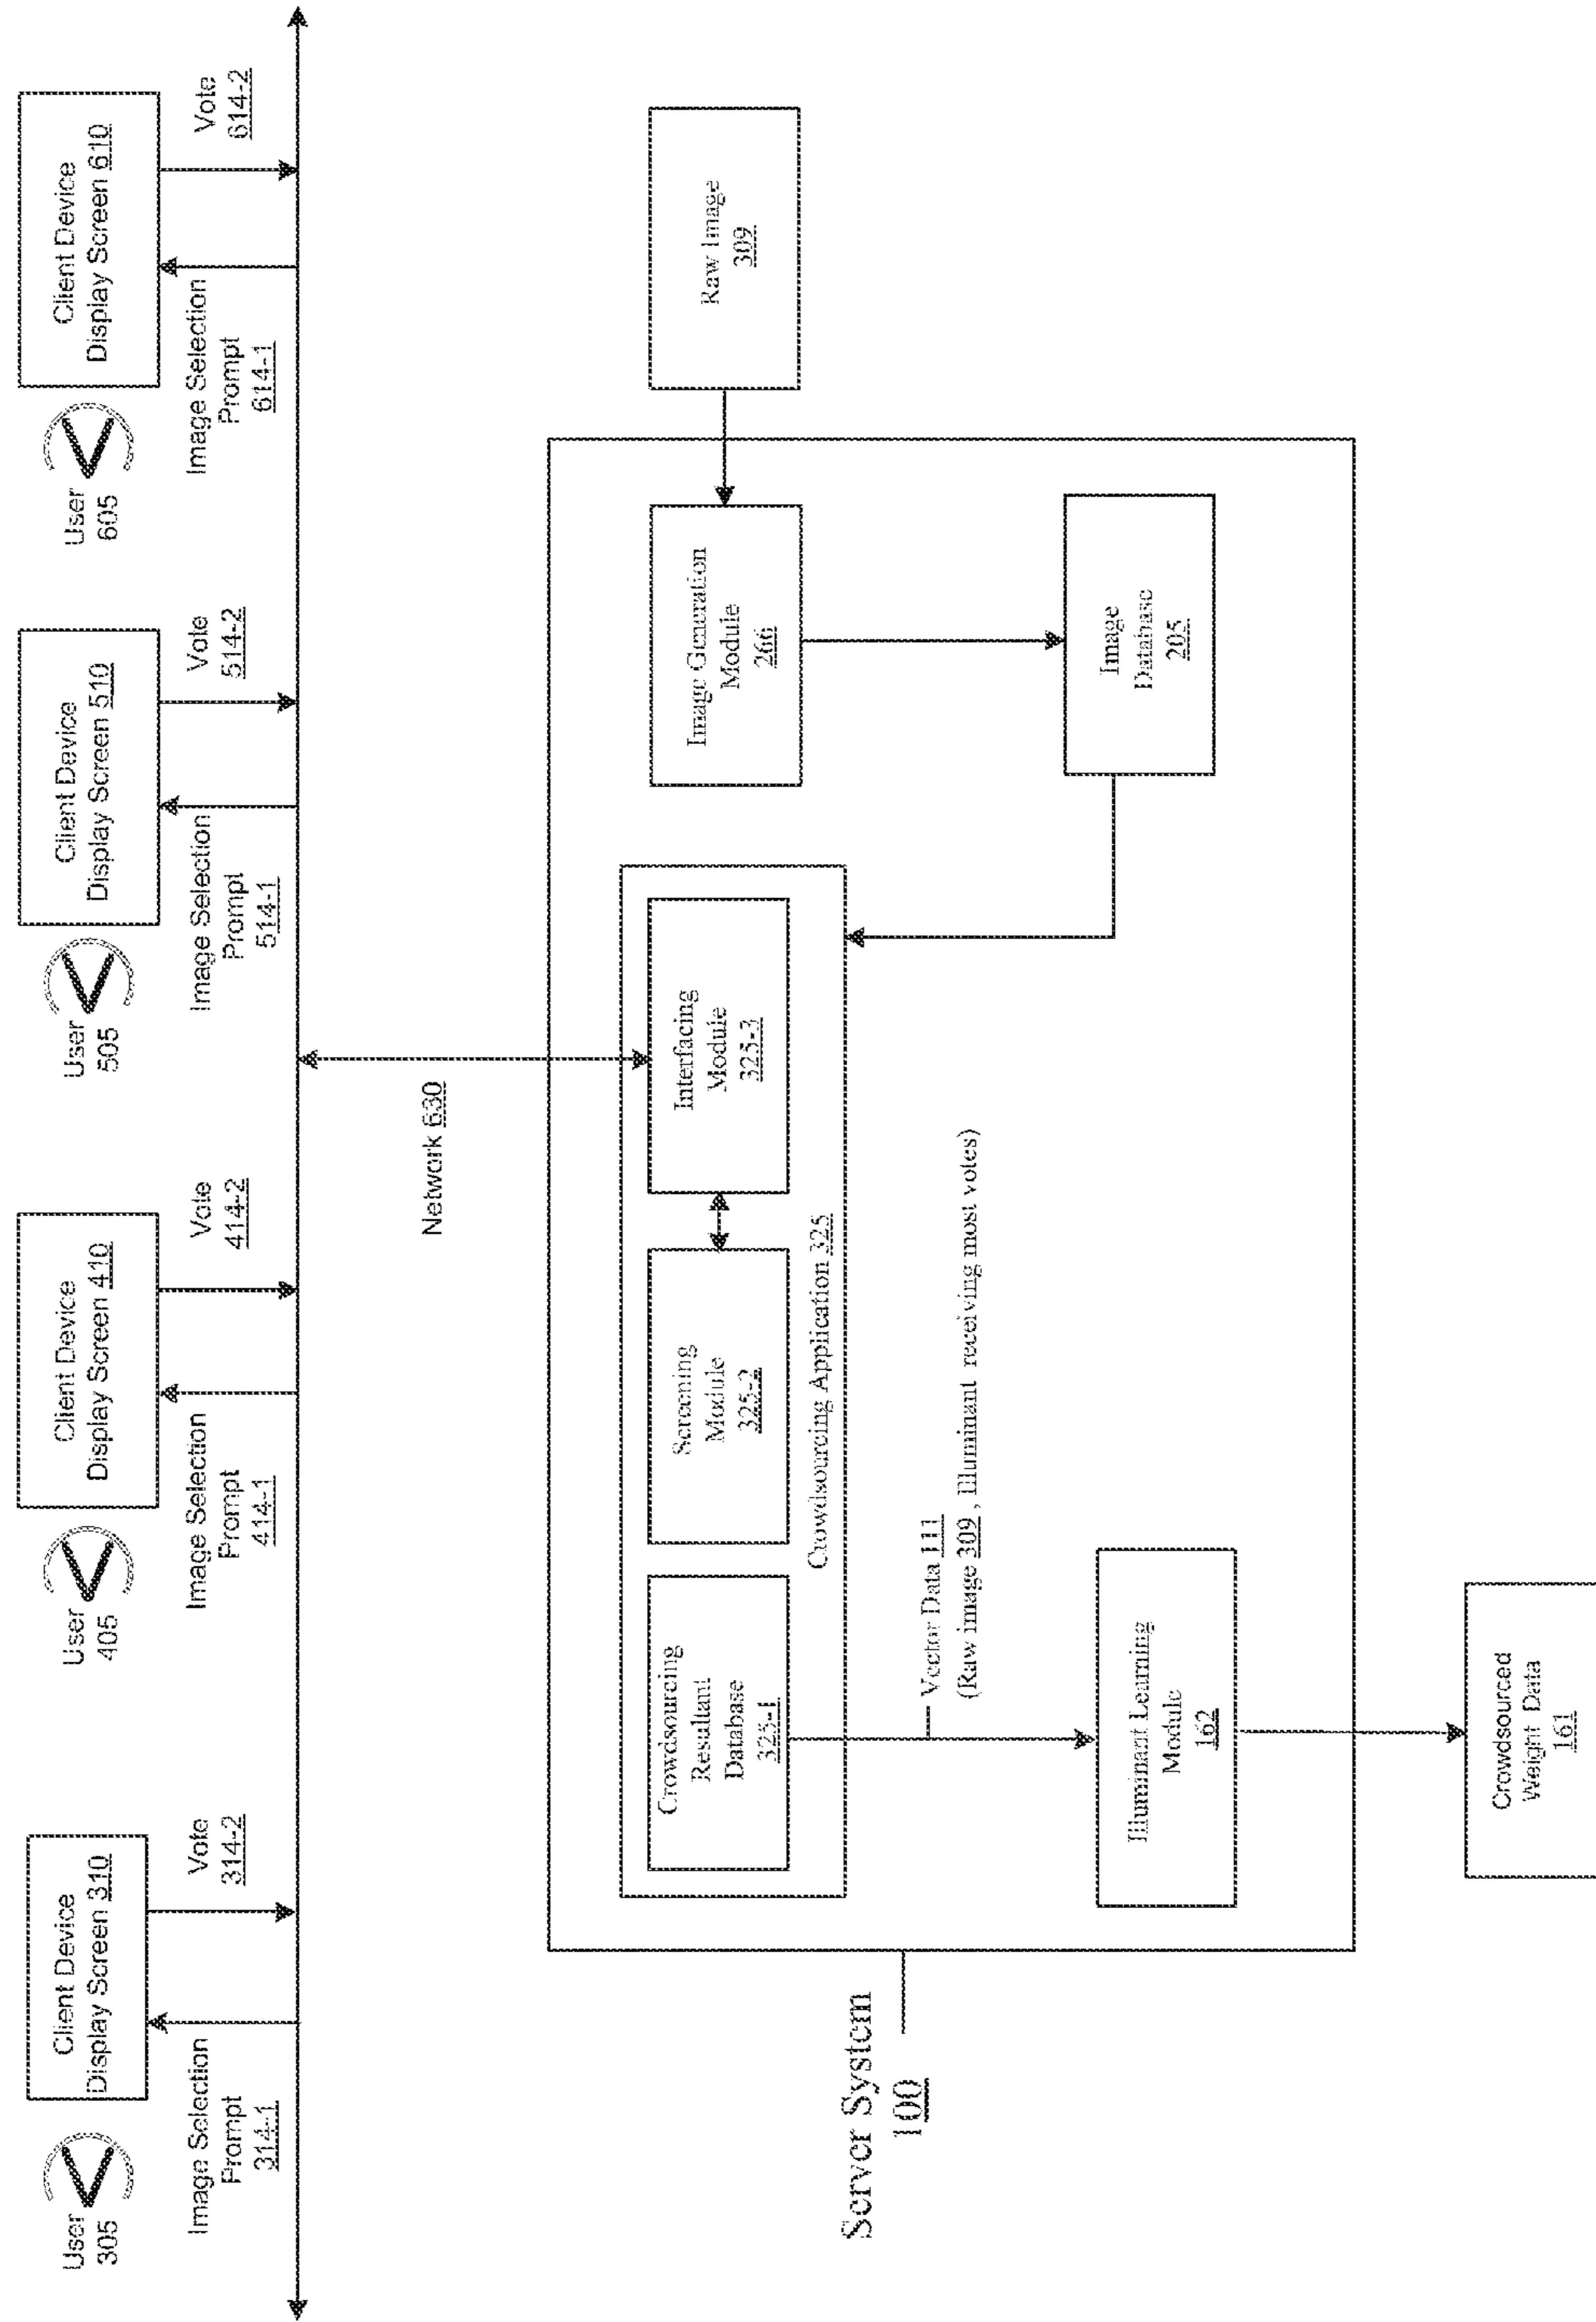 User
305
Client Device
Display Screen 310
Image Selection
Prompt
314-1
Vote
314-2
User
405
Client Device
Display Screen 410
Image Selection
Prompt
414-1
Vote
414-2
User
505
Client Device
Display Screen 510
Image Selection
Prompt
514-1
Vote
514-2
User
605
Client Device
Display Screen 610
Image Selection
Prompt
614-1
Vote
614-2
Network 630
Server System
100
Crowdsourcing
Resultant
Database
325-1
Screening
Module
325-2
Interfacing
Module
325-3
Crowdsourcing Application 325
Image Generation
Module
266
Raw Image
309
Vector Data 111
(Raw image 309, Illuminant receiving most votes)
Illuminant Learning
Module
162
Image
Database
205
Crowdsourced
Weight Data
161